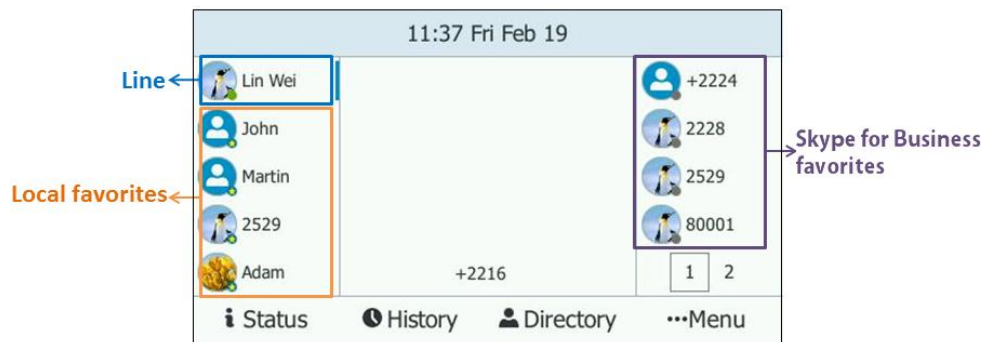 11:37 Fri Feb 19
Line
Lin Wei
John
Martin
2529
Adam
Local favorites
+2216
+2224
2228
2529
80001
1 2
Skype for Business
favorites
Status History Directory Menu